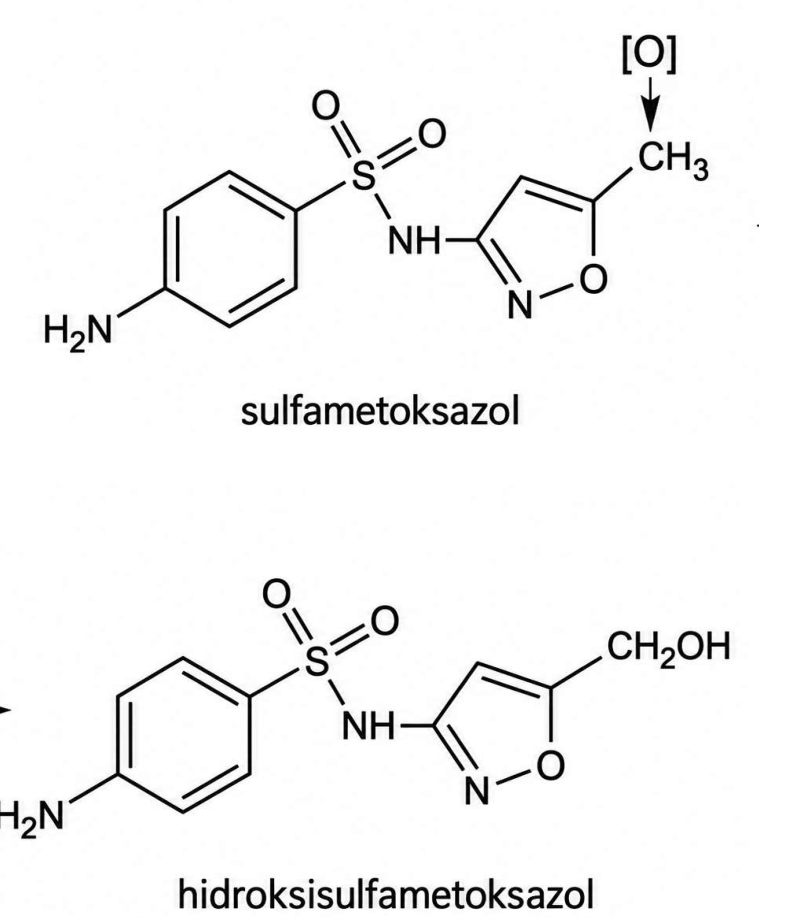 [O]
O
O
S
CH₃
NH
O
N
H₂N
sulfametoksazol
O
O
S
CH₂OH
NH
O
N
H₂N
hidroksisulfametoksazol